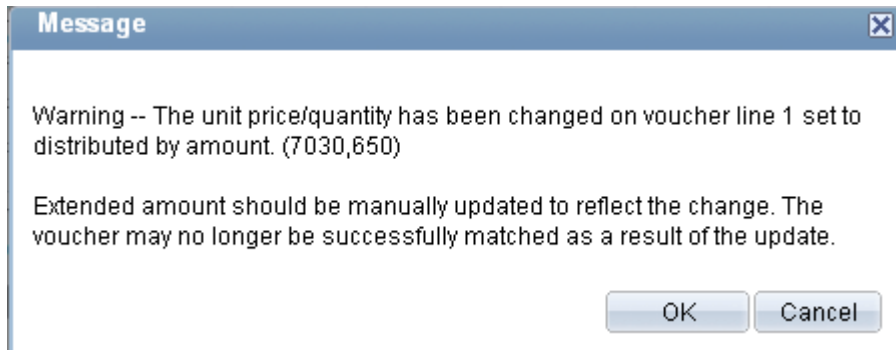 Message
Warning -- The unit price/quantity has been changed on voucher line 1 set to
distributed by amount. (7030,650)
Extended amount should be manually updated to reflect the change. The
voucher may no longer be successfully matched as a result of the update.
OK
Cancel